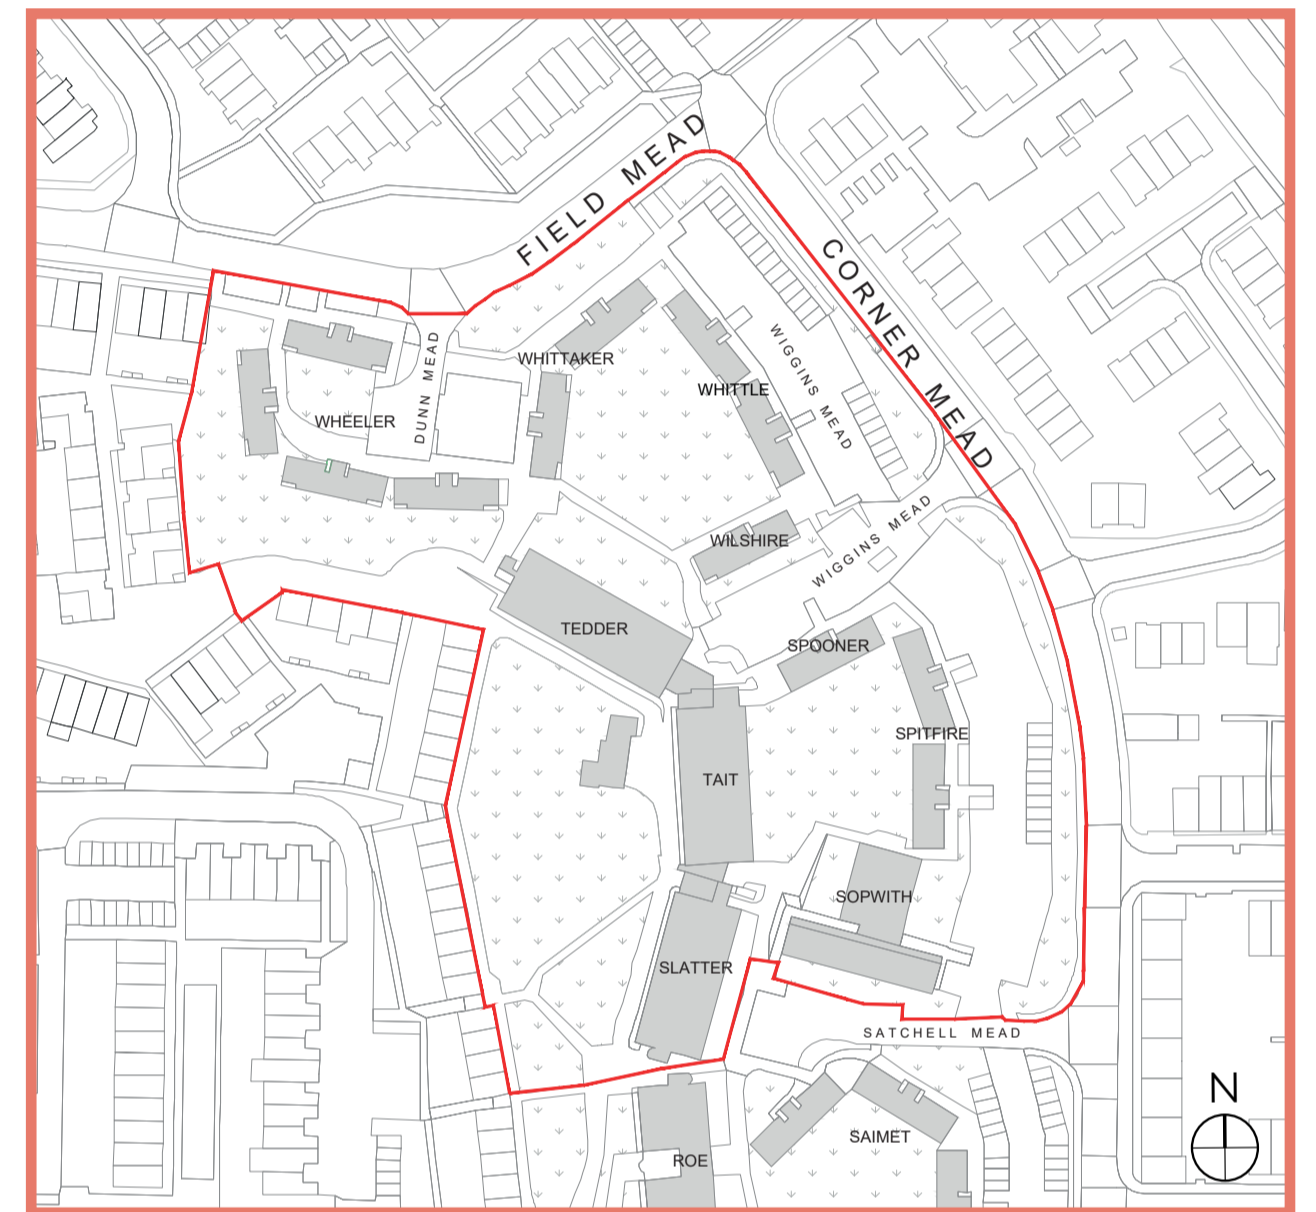 FIELD MEAD
CORNER MEAD
WHITTAKER
WIGGINS MEAD
WHITTLE
DUNN MEAD
WHEELER
WILSHIRE
WIGGINS MEAD
TEDDER
SPOONER
SPITFIRE
TAIT
SOPWITH
SLATTER
SATCHELL MEAD
N
SAIMET
ROE